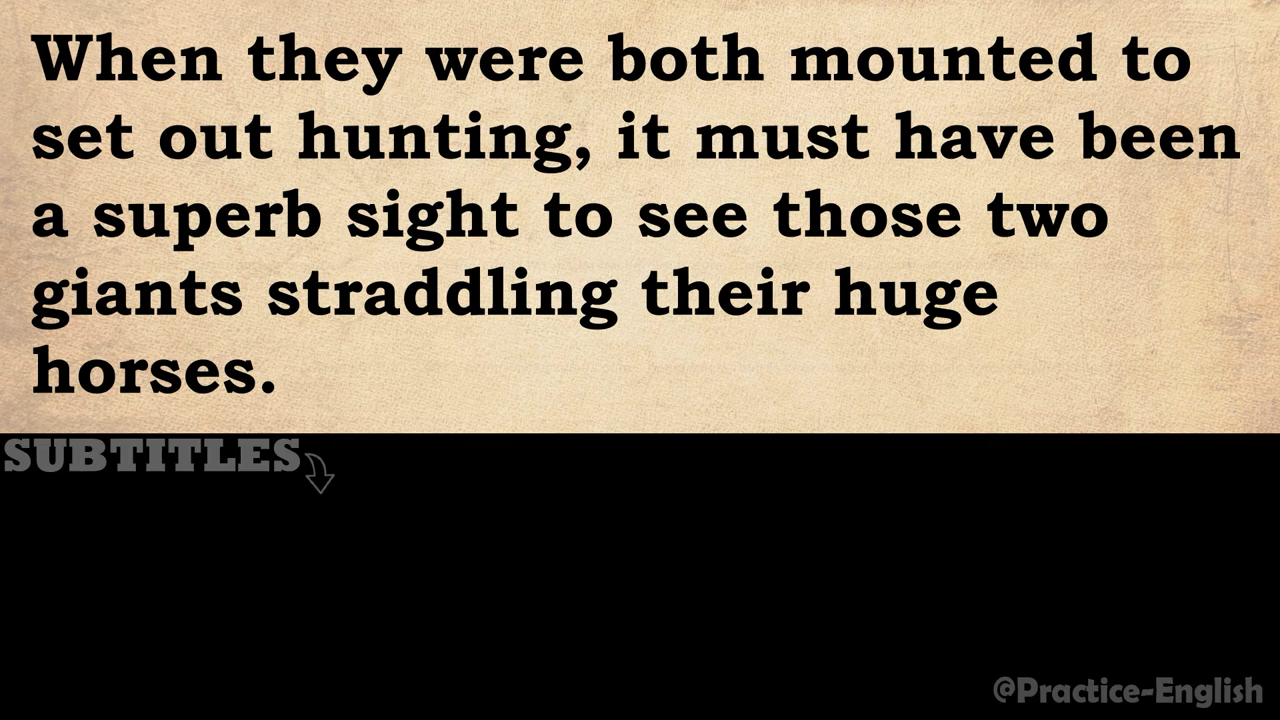 When they were both mounted to
set out hunting, it must have been
a superb sight to see those two
giants straddling their huge
horses.
SUBTITLES
@Practice-English